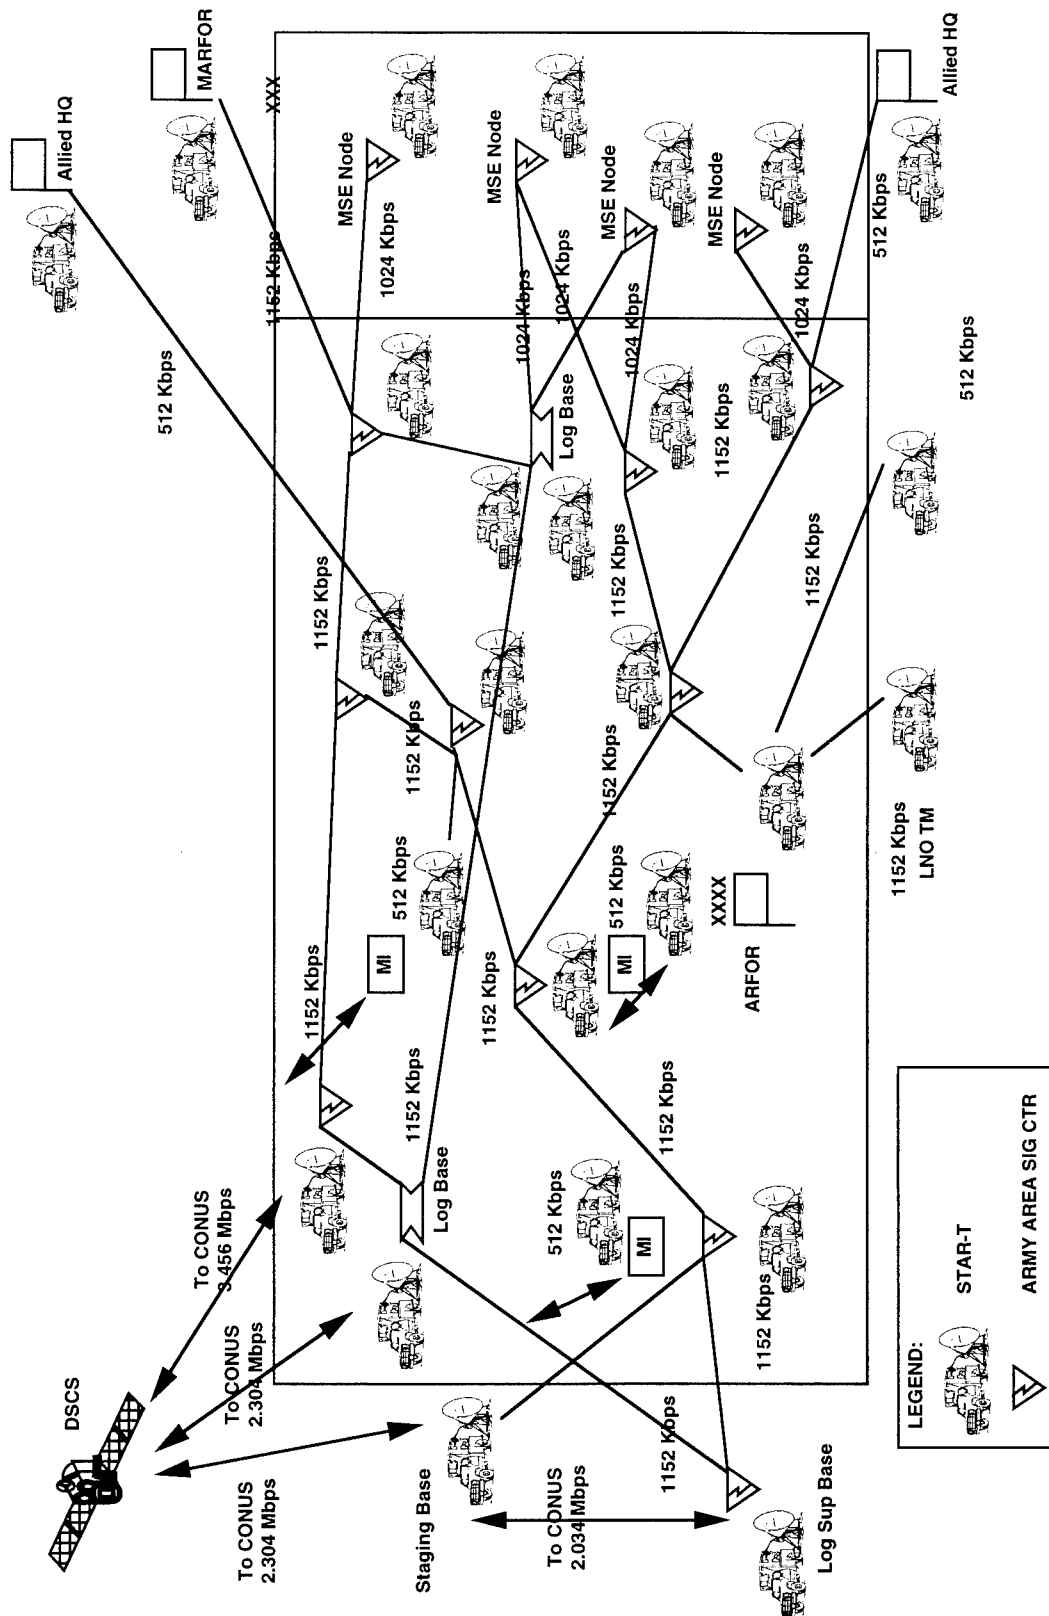 DSCS
Allied HQ
512 Kbps
To CONUS
3.456 Mbps
MARFOR
To CONUS
2.304 Mbps
To CONUS
2.304 Mbps
XXX
1152 Kbps
1152 Kbps
1152 Kbps
MSE Node
MI
1024 Kbps
512 Kbps
1152 Kbps
1152 Kbps
Staging Base
Log Base
1152 Kbps
MSE Node
1024 Kbps
512 Kbps
To CONUS
2.034 Mbps
1024 Kbps
Log Base
MSE Node
1152 Kbps
512 Kbps
1152 Kbps
MI
1024 Kbps
MI
1152 Kbps
1152 Kbps
MSE Node
XXXX
1152 Kbps
ARFOR
1152 Kbps
1024 Kbps
1152 Kbps
Log Sup Base
512 Kbps
1152 Kbps
LNO TM
Allied HQ
512 Kbps
LEGEND:
STAR-T
ARMY AREA SIG CTR